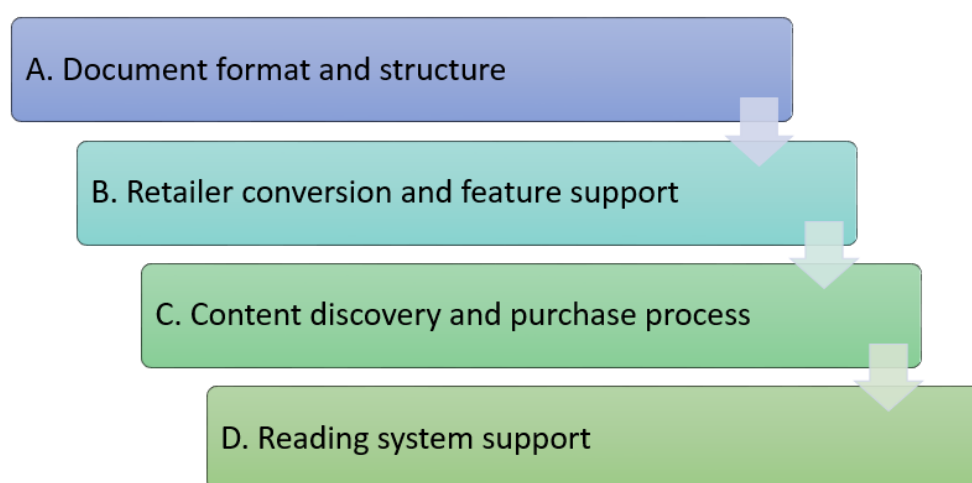 A. Document format and structure
B. Retailer conversion and feature support
C. Content discovery and purchase process
D. Reading system support